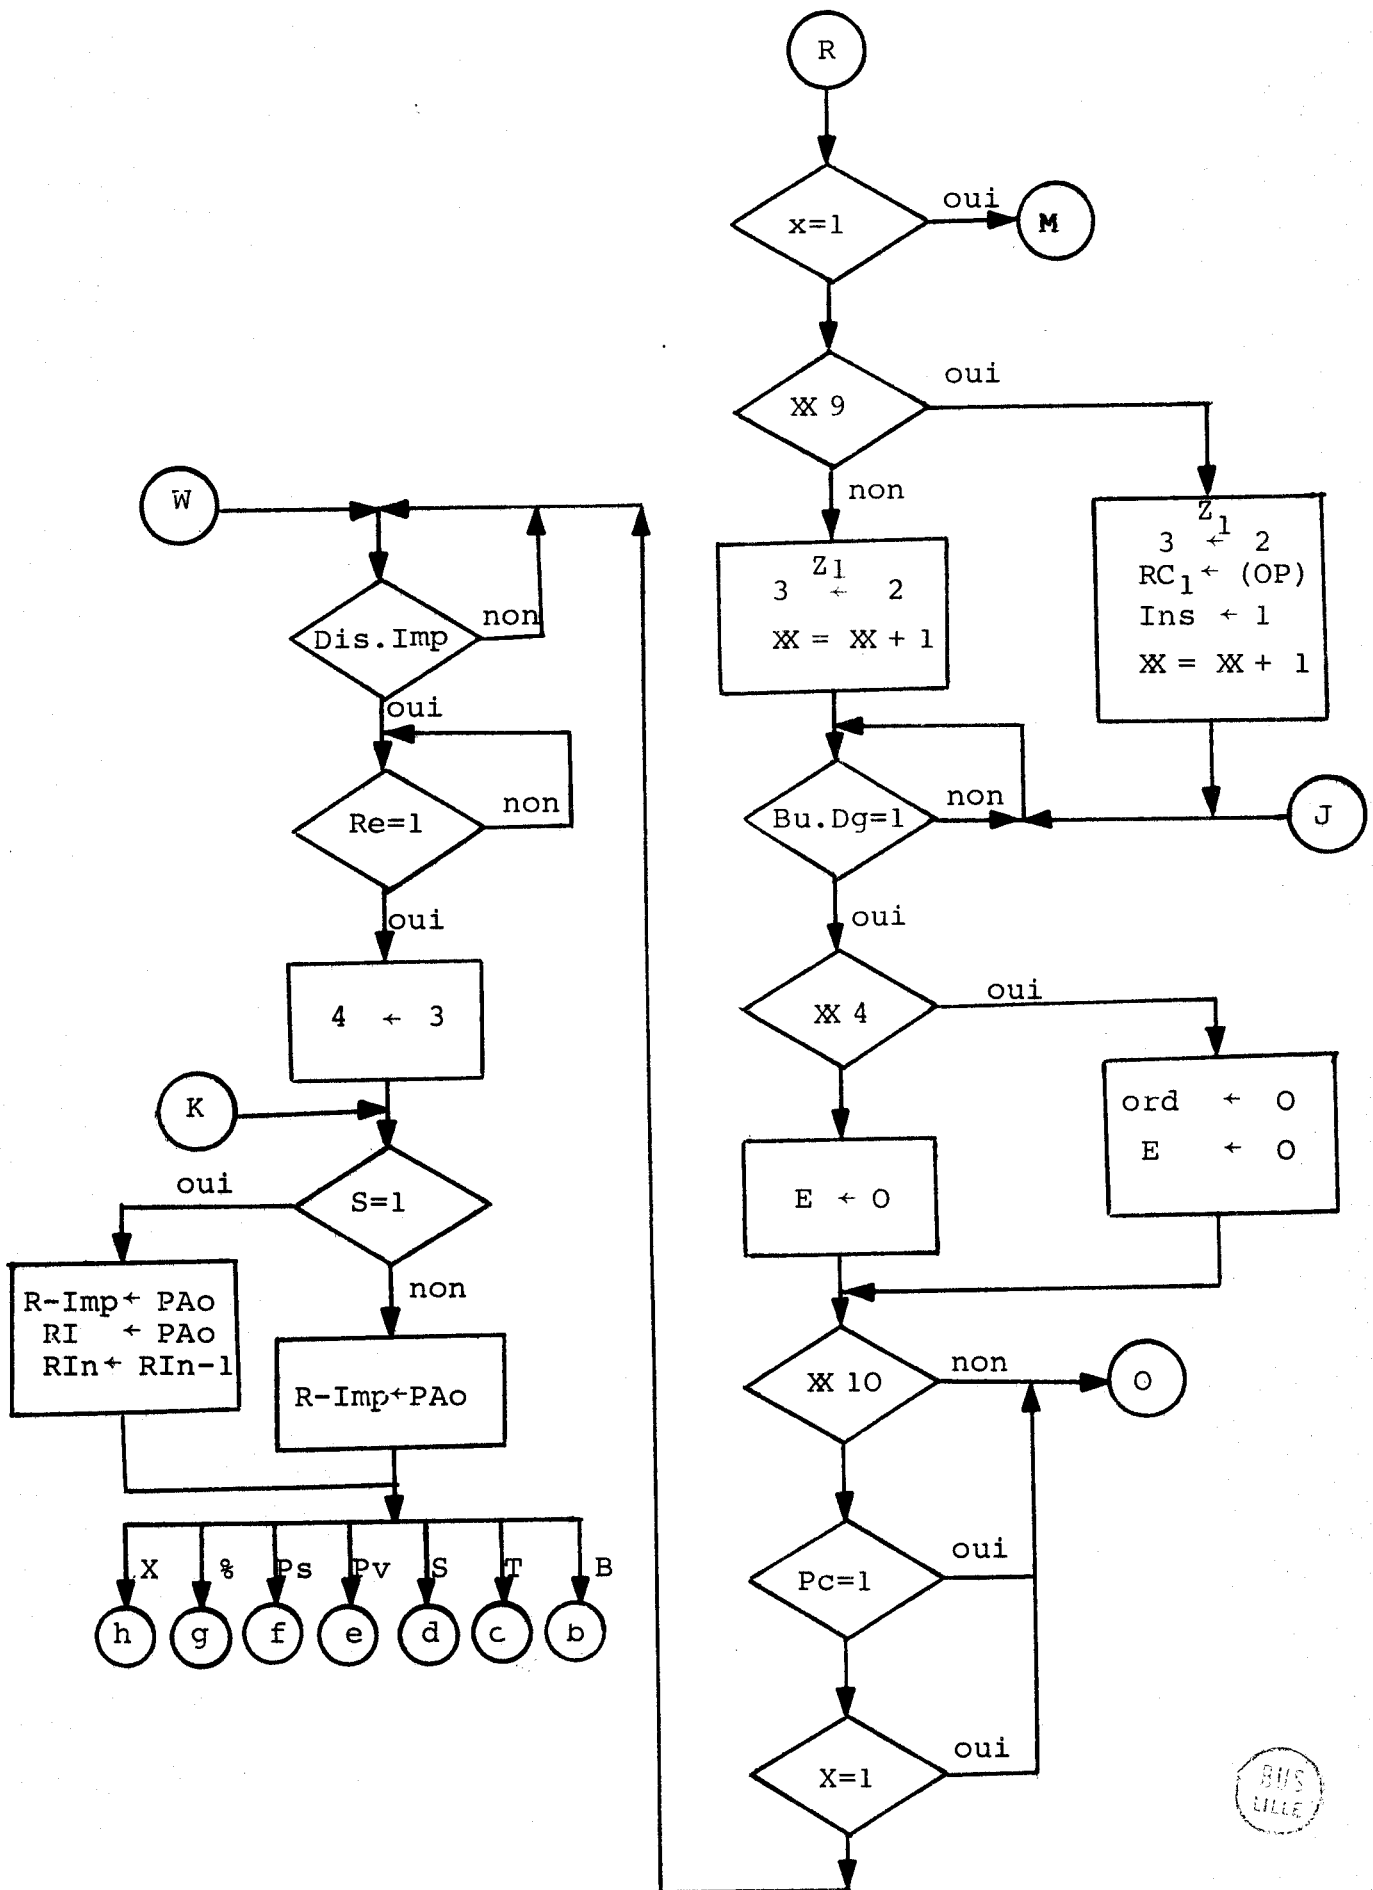 R
x=1
oui
M
XX 9
oui
non
Z1
3 ← 2
XX = XX + 1
Z1
3 ← 2
RC1 ← (OP)
Ins ← 1
XX = XX + 1
Bu.Dg=1
non
J
oui
XX 4
oui
ord ← O
E ← O
E ← O
XX 10
non
O
Pc=1
oui
X=1
oui
W
Dis.Imp
non
oui
Re=1
non
oui
4 ← 3
K
S=1
oui
non
R-Imp← PAo
RI ← PAo
RIn← RIn-1
R-Imp←PAo
X % Ps Pv S T B
h g f e d c b
BUS
LILLE